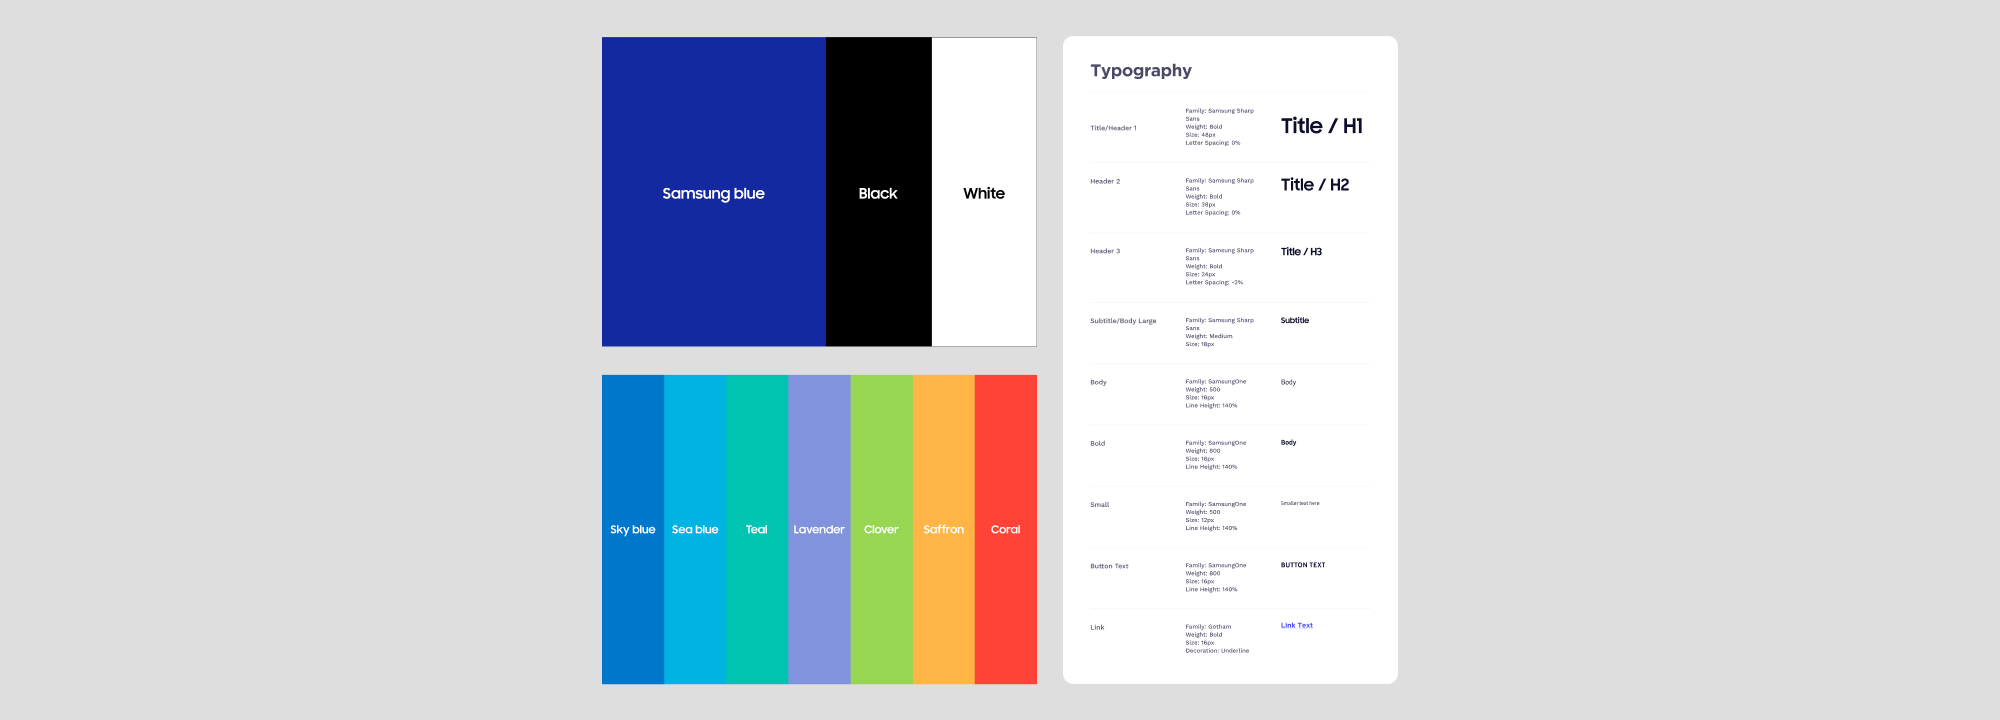 Samsung blue
Black
White
Sky blue
Sea blue
Teal
Lavender
Clover
Saffron
Coral
Typography
Title/Header 1
Family: Samsung Sharp
Sans
Weight: Bold
Size: 48px
Letter Spacing: 0%
Title / H1
Header 2
Family: Samsung Sharp
Sans
Weight: Bold
Size: 38px
Letter Spacing: 0%
Title / H2
Header 3
Family: Samsung Sharp
Sans
Weight: Bold
Size: 24px
Letter Spacing: -2%
Title / H3
Subtitle/Body Large
Family: Samsung Sharp
Sans
Weight: Medium
Size: 18px
Subtitle
Body
Family: SamsungOne
Weight: 500
Size: 16px
Line Height: 140%
Body
Bold
Family: SamsungOne
Weight: 800
Size: 16px
Line Height: 140%
Body
Small
Family: SamsungOne
Weight: 500
Size: 12px
Line Height: 140%
Smaller text here
Button Text
Family: SamsungOne
Weight: 800
Size: 16px
Line Height: 140%
BUTTON TEXT
Link
Family: Gotham
Weight: Bold
Size: 16px
Decoration: Underline
Link Text